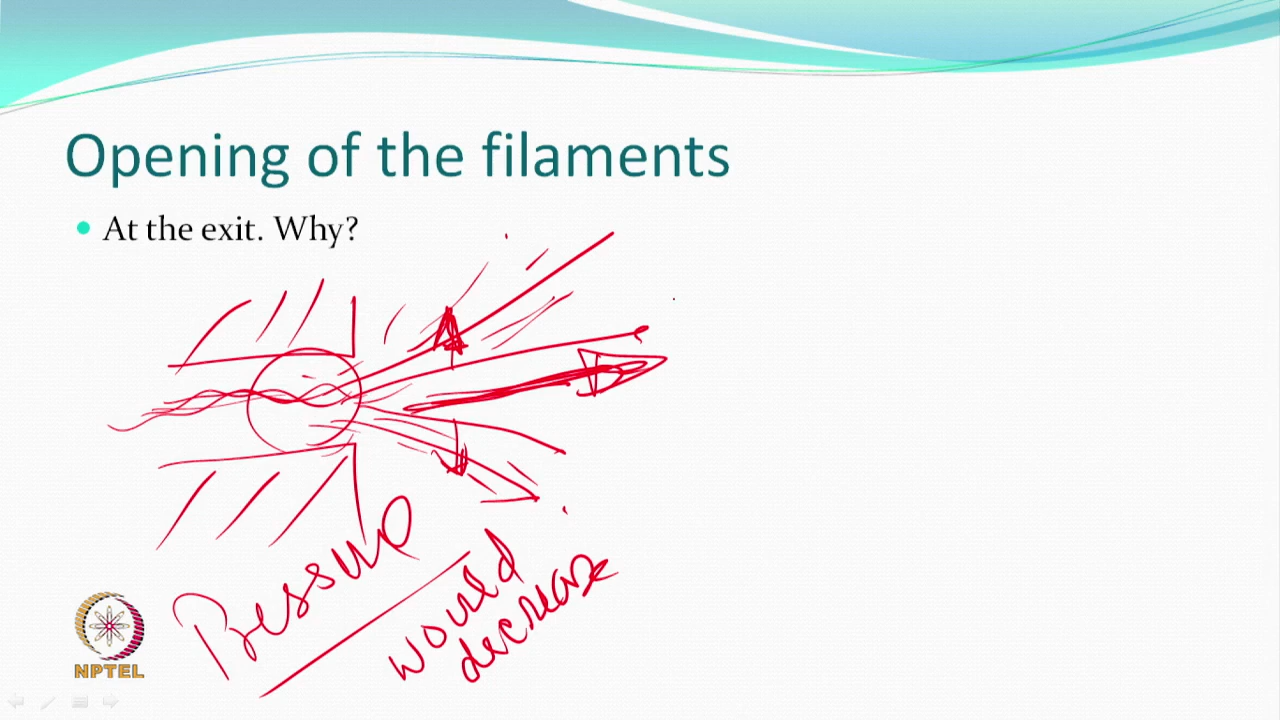 Opening of the filaments
At the exit. Why?
Pressure
would
decrease
NPTEL